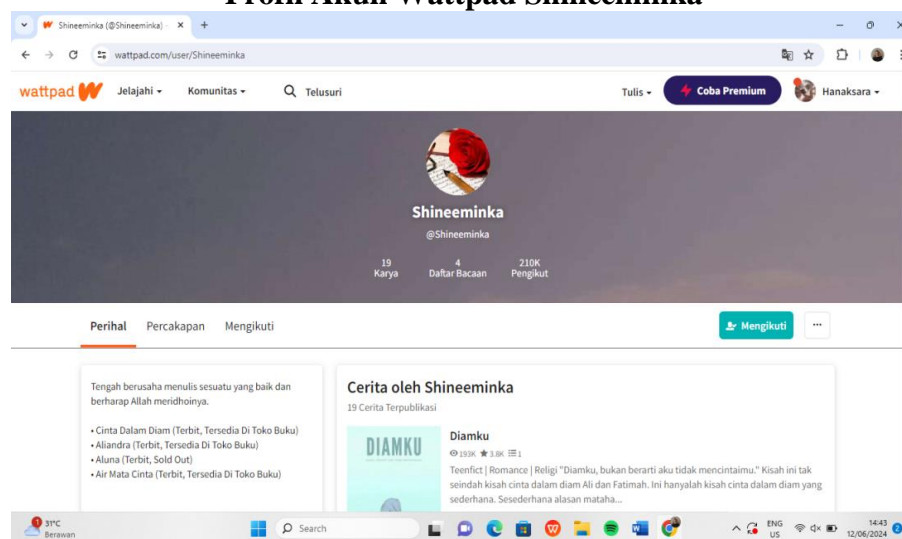 Profil Akun Wattpad Shineeminka
Shineeminka (@Shineeminka)
wattpad.com/user/Shineeminka
wattpad Jelajahi Komunitas Telusuri Tulis Coba Premium Hanaksara
Shineeminka
@Shineeminka
19 4 210K
Karya Daftar Bacaan Pengikut
Perihal Percakapan Mengikuti Mengikuti
Tengah berusaha menulis sesuatu yang baik dan
berharap Allah meridhoinya.
• Cinta Dalam Diam (Terbit, Tersedia Di Toko Buku)
• Aliandra (Terbit, Tersedia Di Toko Buku)
• Aluna (Terbit, Sold Out)
• Air Mata Cinta (Terbit, Tersedia Di Toko Buku)
Cerita oleh Shineeminka
19 Cerita Terpublikasi
DIAMKU
Diamku
193K 3.8K 1
Teenfict | Romance | Religi "Diamku, bukan berarti aku tidak mencintaimu." Kisah ini tak
seindah kisah cinta dalam diam Ali dan Fatimah. Ini hanyalah kisah cinta dalam diam yang
sederhana. Sesederhana alasan mataha...
31°C
Berawan
Search
ENG
US
14:43
12/06/2024